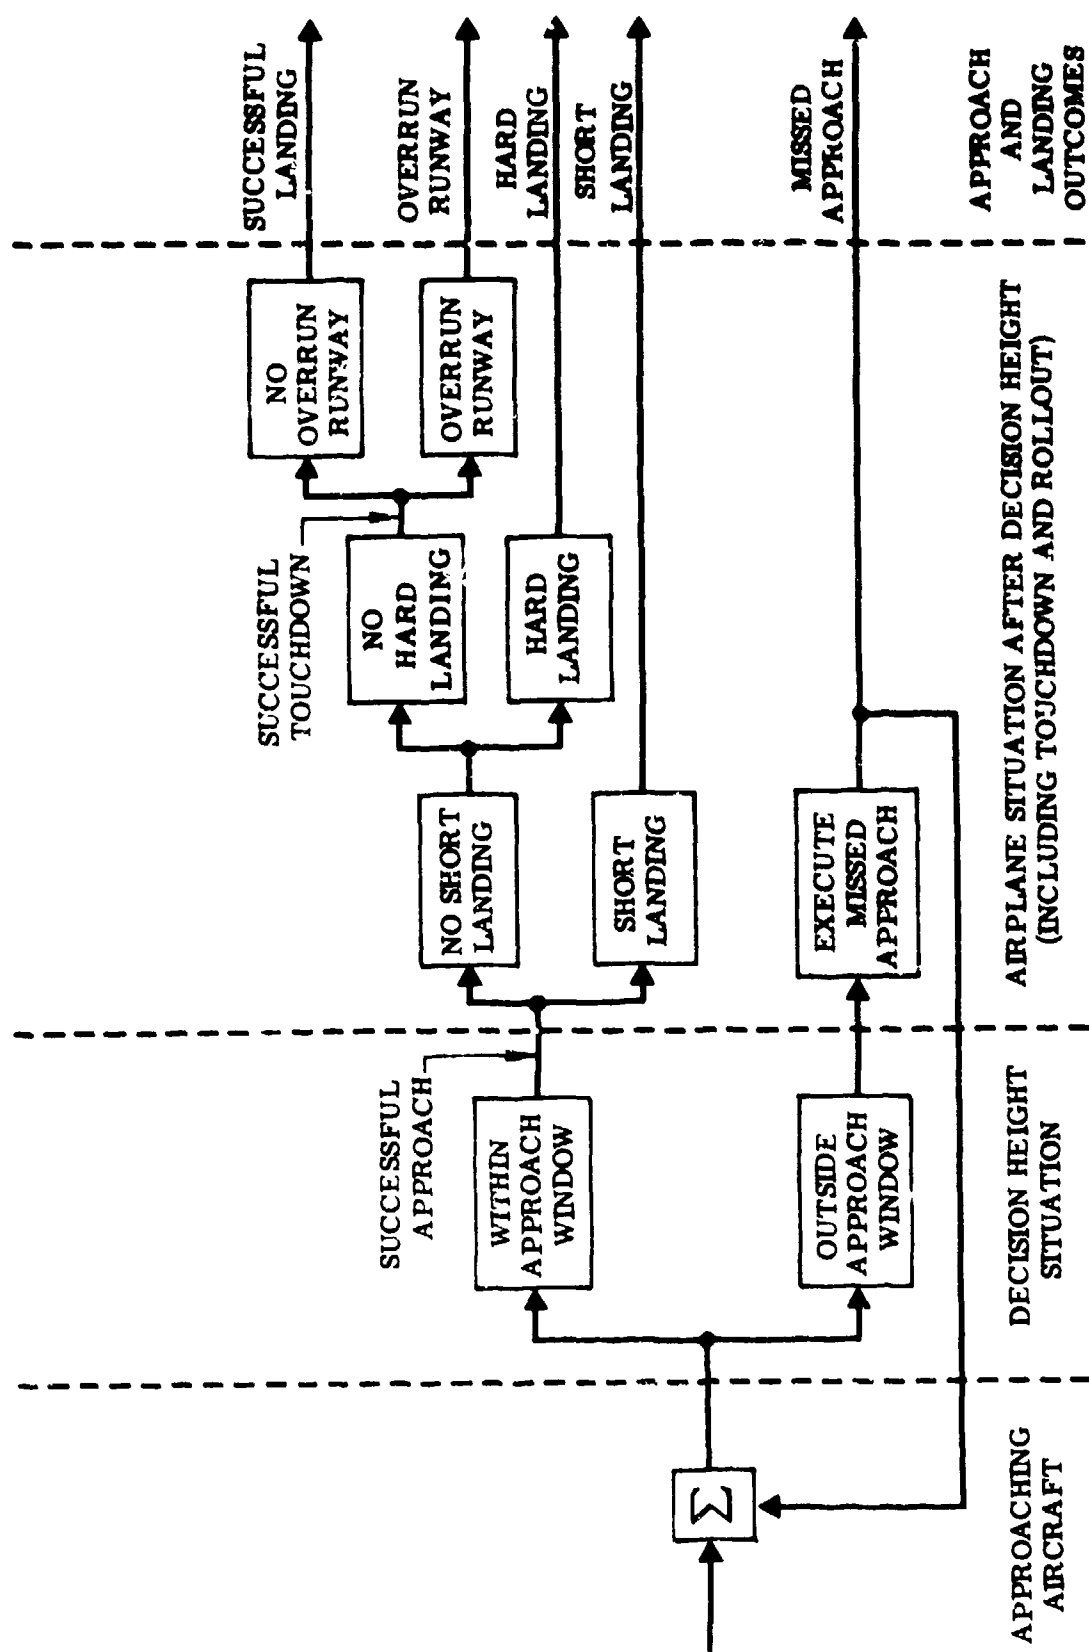 Σ
WITHIN
APPROACH
WINDOW
OUTSIDE
APPROACH
WINDOW
SUCCESSFUL
APPROACH
NO SHORT
LANDING
SHORT
LANDING
EXECUTE
MISSED
APPROACH
NO
HARD
LANDING
HARD
LANDING
SUCCESSFUL
TOUCHDOWN
NO
OVERRUN
RUNWAY
OVERRUN
RUNWAY
SUCCESSFUL
LANDING
OVERRUN
RUNWAY
HARD
LANDING
SHORT
LANDING
MISSED
APPROACH
APPROACHING
AIRCRAFT
DECISION HEIGHT
SITUATION
AIRPLANE SITUATION AFTER DECISION HEIGHT
(INCLUDING TOUCHDOWN AND ROLLOUT)
APPROACH
AND
LANDING
OUTCOMES